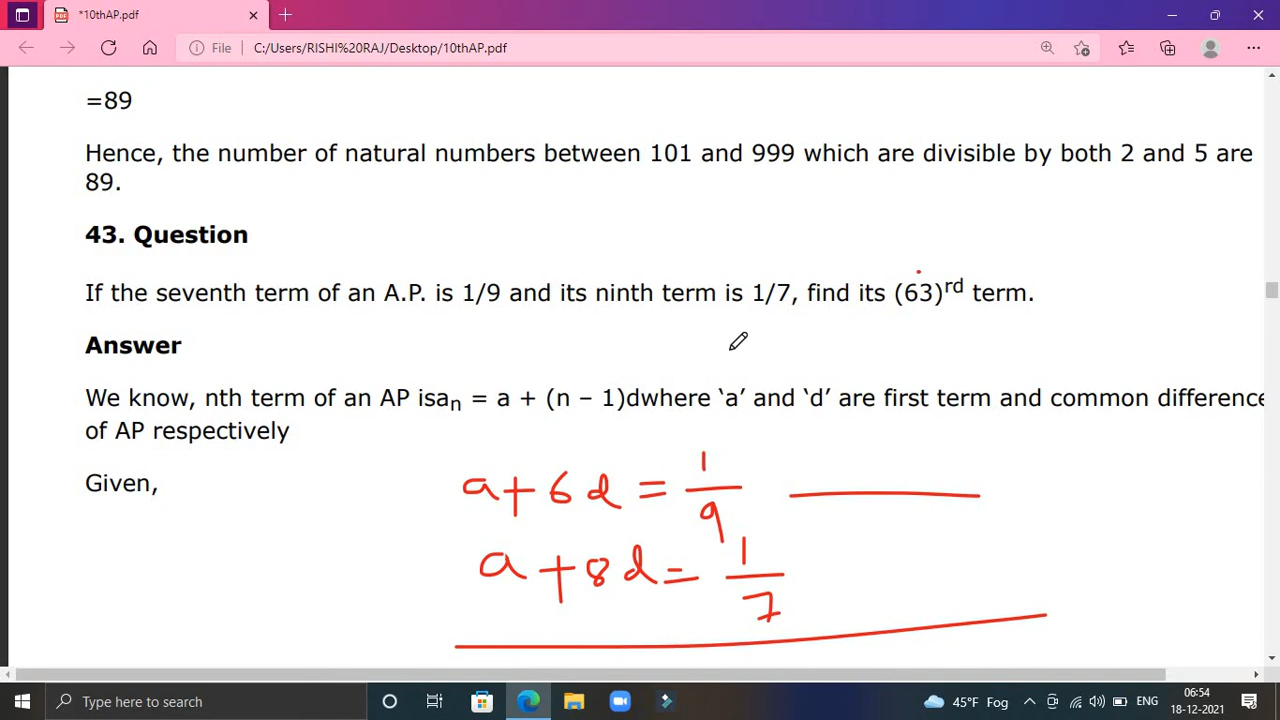 *10thAP.pdf
File C:/Users/RISHI%20RAJ/Desktop/10thAP.pdf
=89
Hence, the number of natural numbers between 101 and 999 which are divisible by both 2 and 5 are
89.
43. Question
If the seventh term of an A.P. is 1/9 and its ninth term is 1/7, find its (63)rd term.
Answer
We know, nth term of an AP isan = a + (n – 1)dwhere ‘a’ and ‘d’ are first term and common difference
of AP respectively
Given,
a+6d = 1/9
a+8d = 1/7
Type here to search
45°F Fog
ENG
06:54
18-12-2021